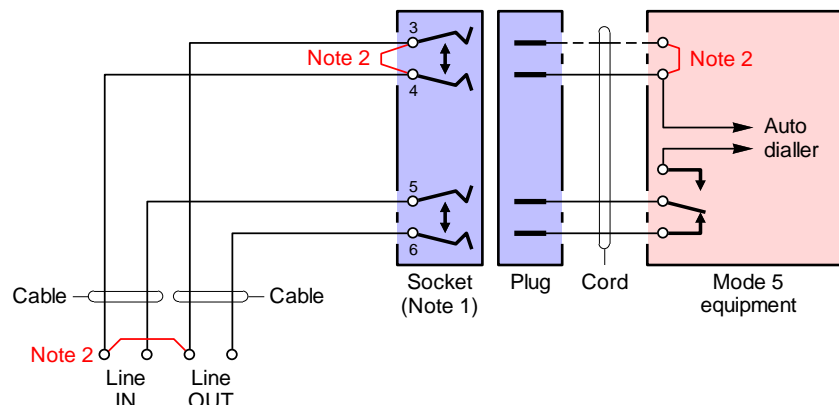 3
Note 2
4
Note 2
Auto
dialler
5
6
Socket
(Note 1)
Plug
Cord
Mode 5
equipment
Cable
Cable
Note 2
Line
IN
Line
OUT